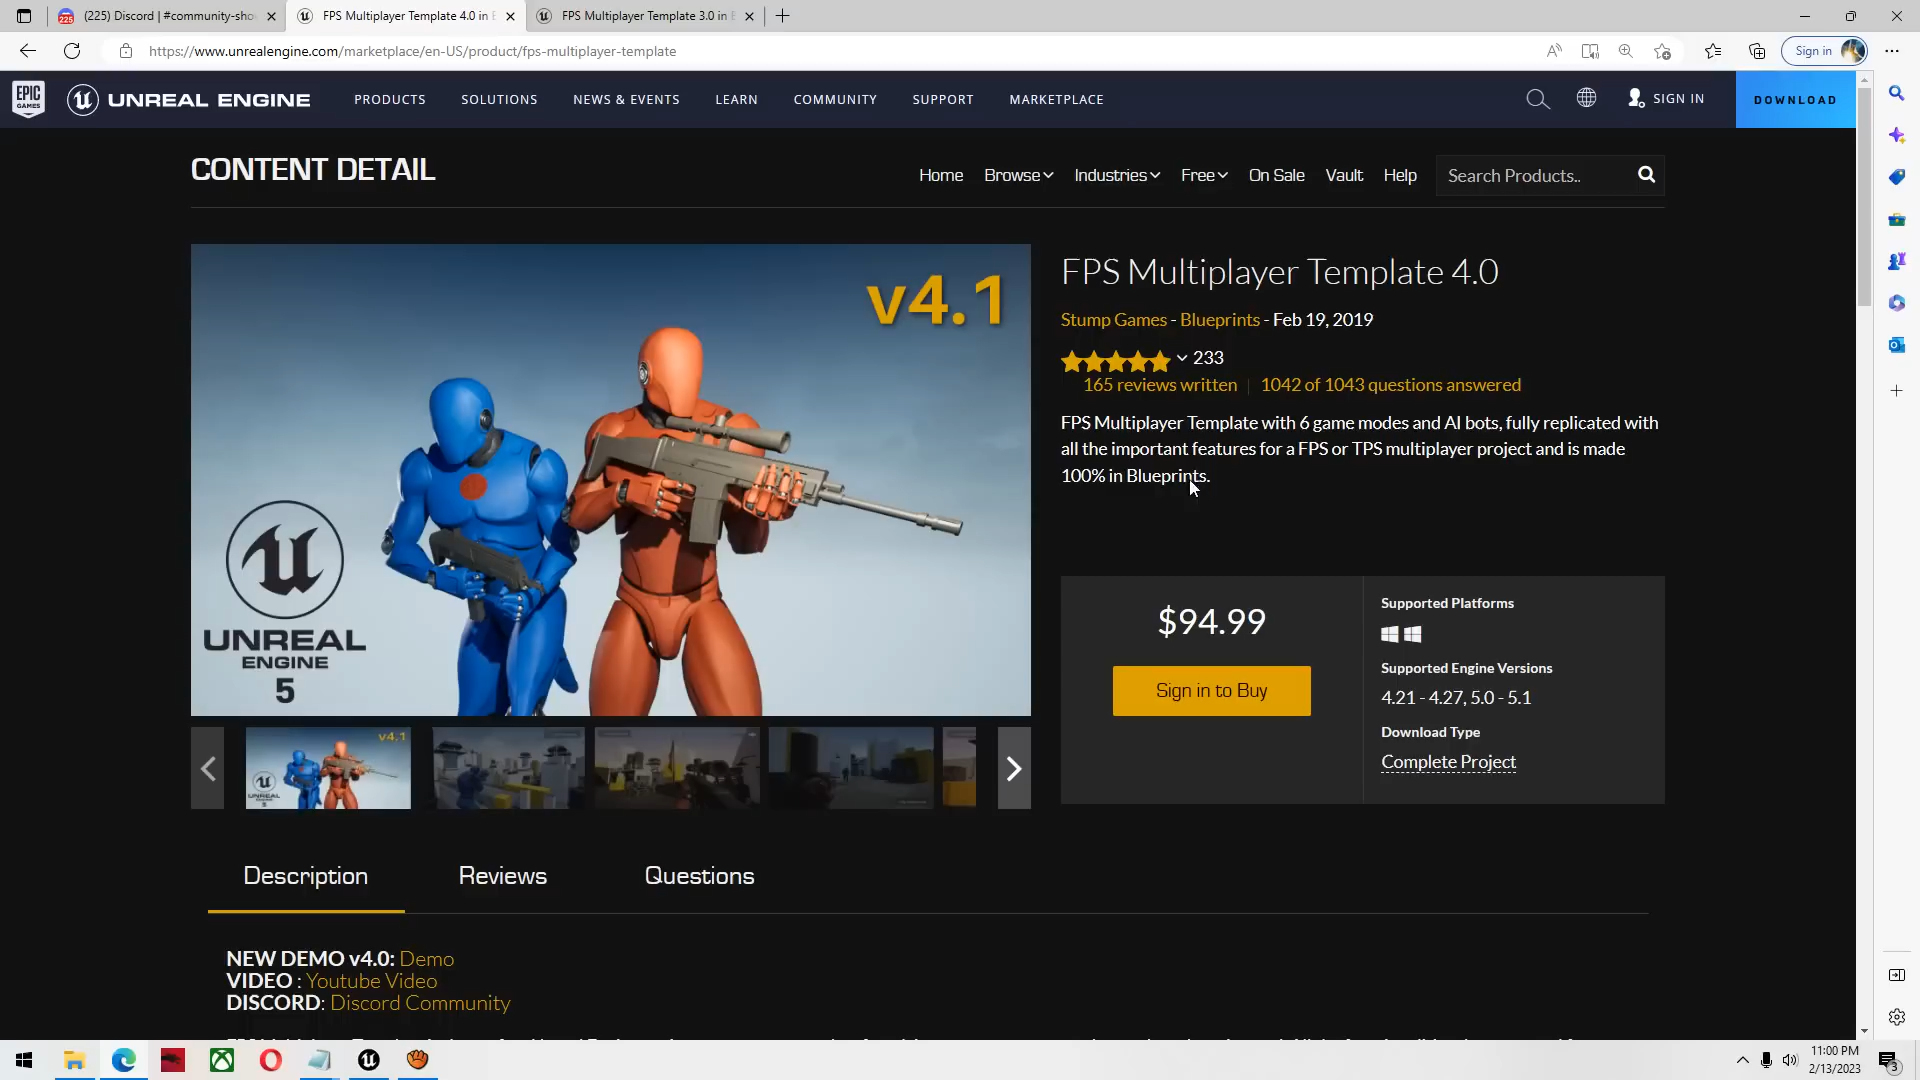 (225) Discord | #community-sho
FPS Multiplayer Template 4.0 in E
FPS Multiplayer Template 3.0 in E
https://www.unrealengine.com/marketplace/en-US/product/fps-multiplayer-template
Sign in
EPIC GAMES
UNREAL ENGINE
PRODUCTS
SOLUTIONS
NEWS & EVENTS
LEARN
COMMUNITY
SUPPORT
MARKETPLACE
SIGN IN
DOWNLOAD
CONTENT DETAIL
Home
Browse
Industries
Free
On Sale
Vault
Help
Search Products..
v4.1
UNREAL
ENGINE
5
FPS Multiplayer Template 4.0
Stump Games - Blueprints - Feb 19, 2019
233
165 reviews written | 1042 of 1043 questions answered
FPS Multiplayer Template with 6 game modes and AI bots, fully replicated with
all the important features for a FPS or TPS multiplayer project and is made
100% in Blueprints.
$94.99
Sign in to Buy
Supported Platforms
Supported Engine Versions
4.21 - 4.27, 5.0 - 5.1
Download Type
Complete Project
v4.1
Description
Reviews
Questions
NEW DEMO v4.0: Demo
VIDEO : Youtube Video
DISCORD: Discord Community
11:00 PM
2/13/2023
3